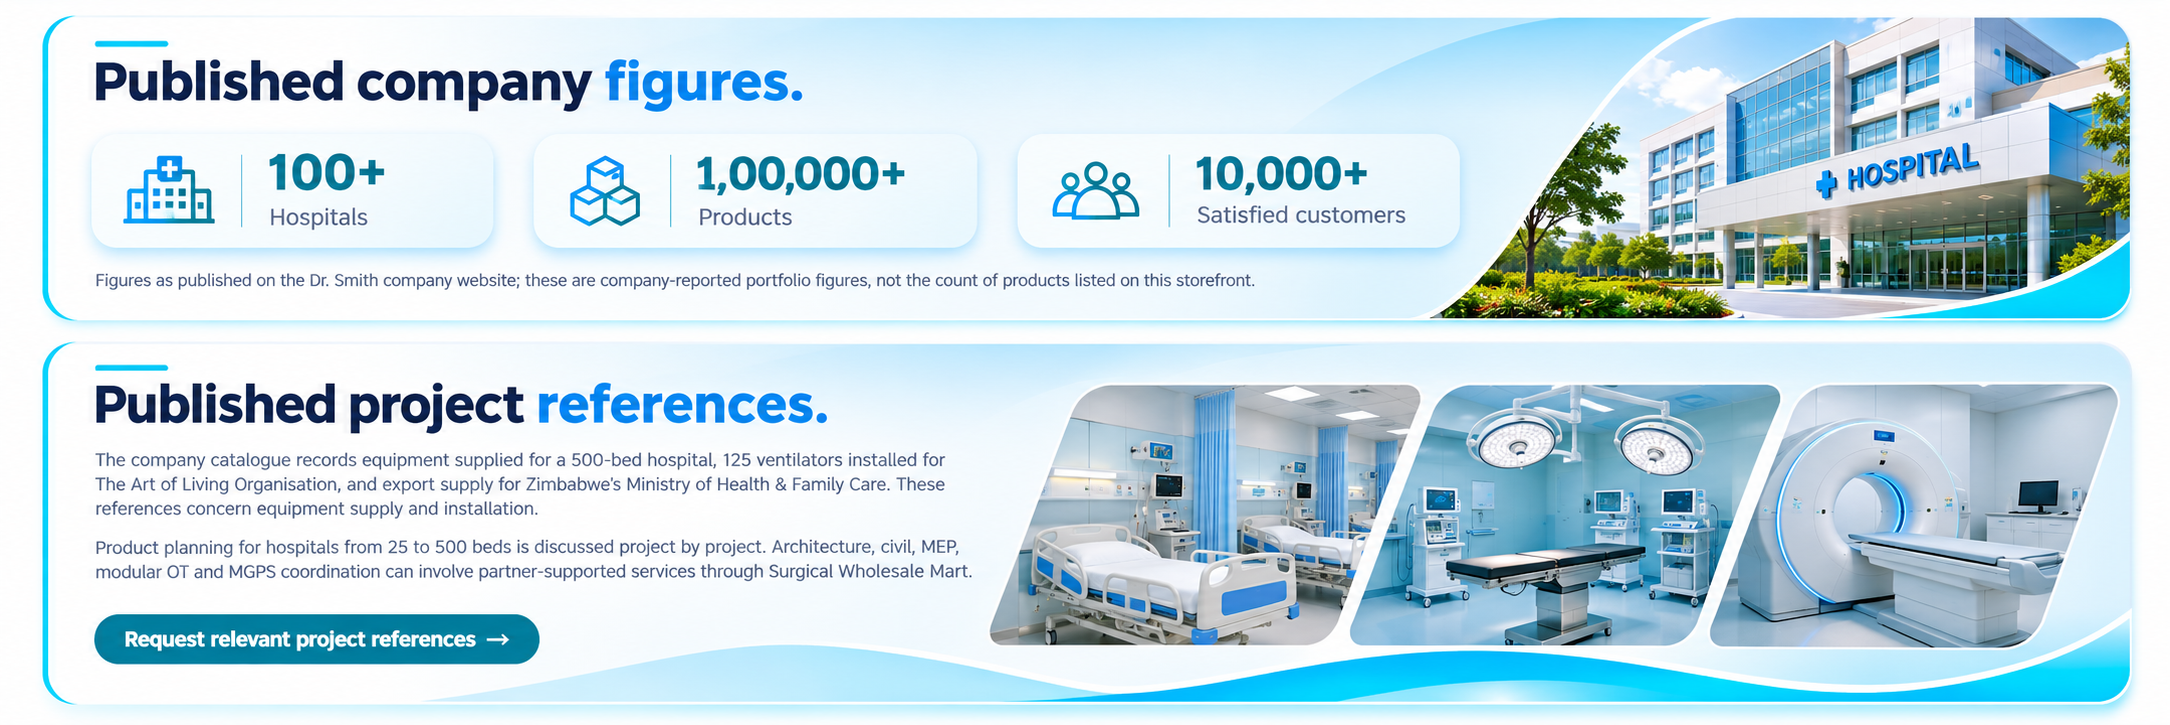 Published company figures.
100+
Hospitals
1,00,000+
Products
10,000+
Satisfied customers
Figures as published on the Dr. Smith company website; these are company-reported portfolio figures, not the count of products listed on this storefront.
HOSPITAL
Published project references.
The company catalogue records equipment supplied for a 500-bed hospital, 125 ventilators installed for
The Art of Living Organisation, and export supply for Zimbabwe's Ministry of Health & Family Care. These
references concern equipment supply and installation.
Product planning for hospitals from 25 to 500 beds is discussed project by project. Architecture, civil, MEP,
modular OT and MGPS coordination can involve partner-supported services through Surgical Wholesale Mart.
Request relevant project references →